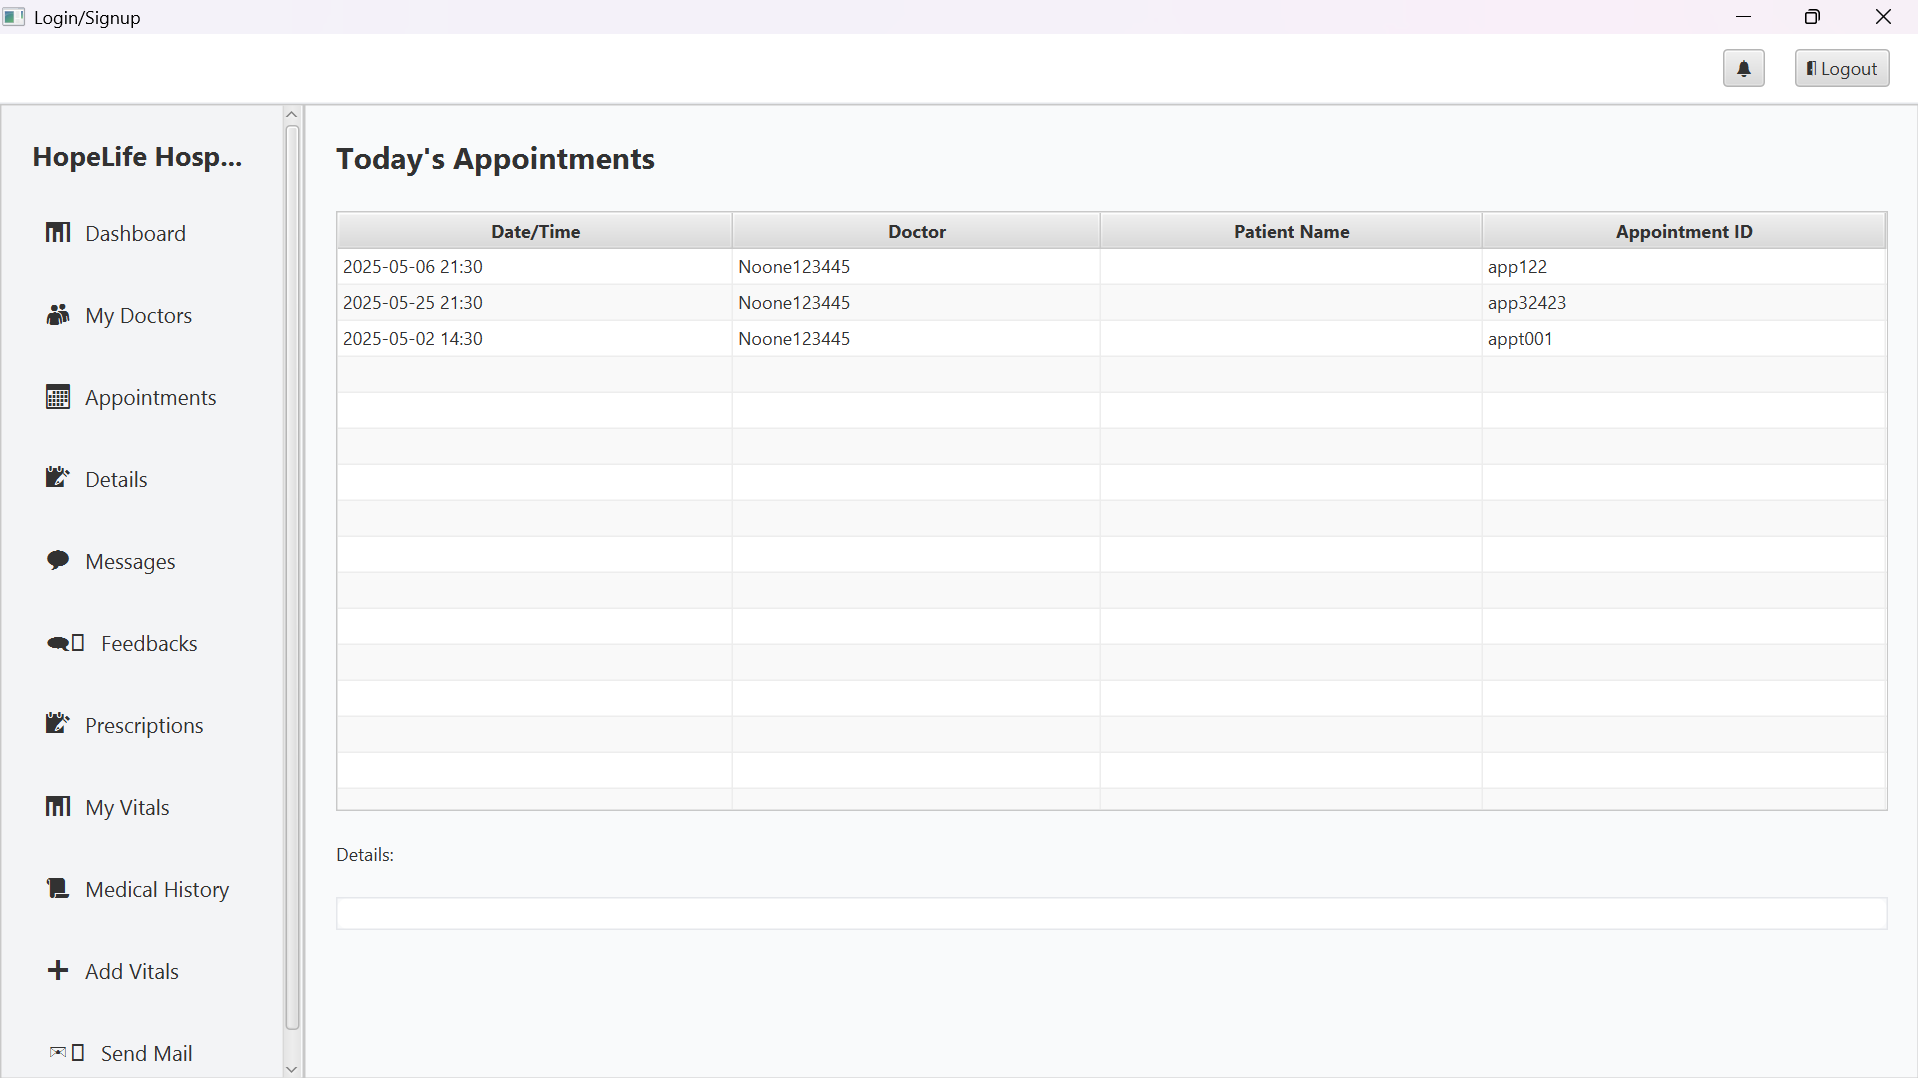 Login/Signup
Logout
HopeLife Hosp...
Dashboard
My Doctors
Appointments
Details
Messages
Feedbacks
Prescriptions
My Vitals
Medical History
Add Vitals
Send Mail
Today's Appointments
Date/Time Doctor Patient Name Appointment ID
2025-05-06 21:30 Noone123445 app122
2025-05-25 21:30 Noone123445 app32423
2025-05-02 14:30 Noone123445 appt001
Details: